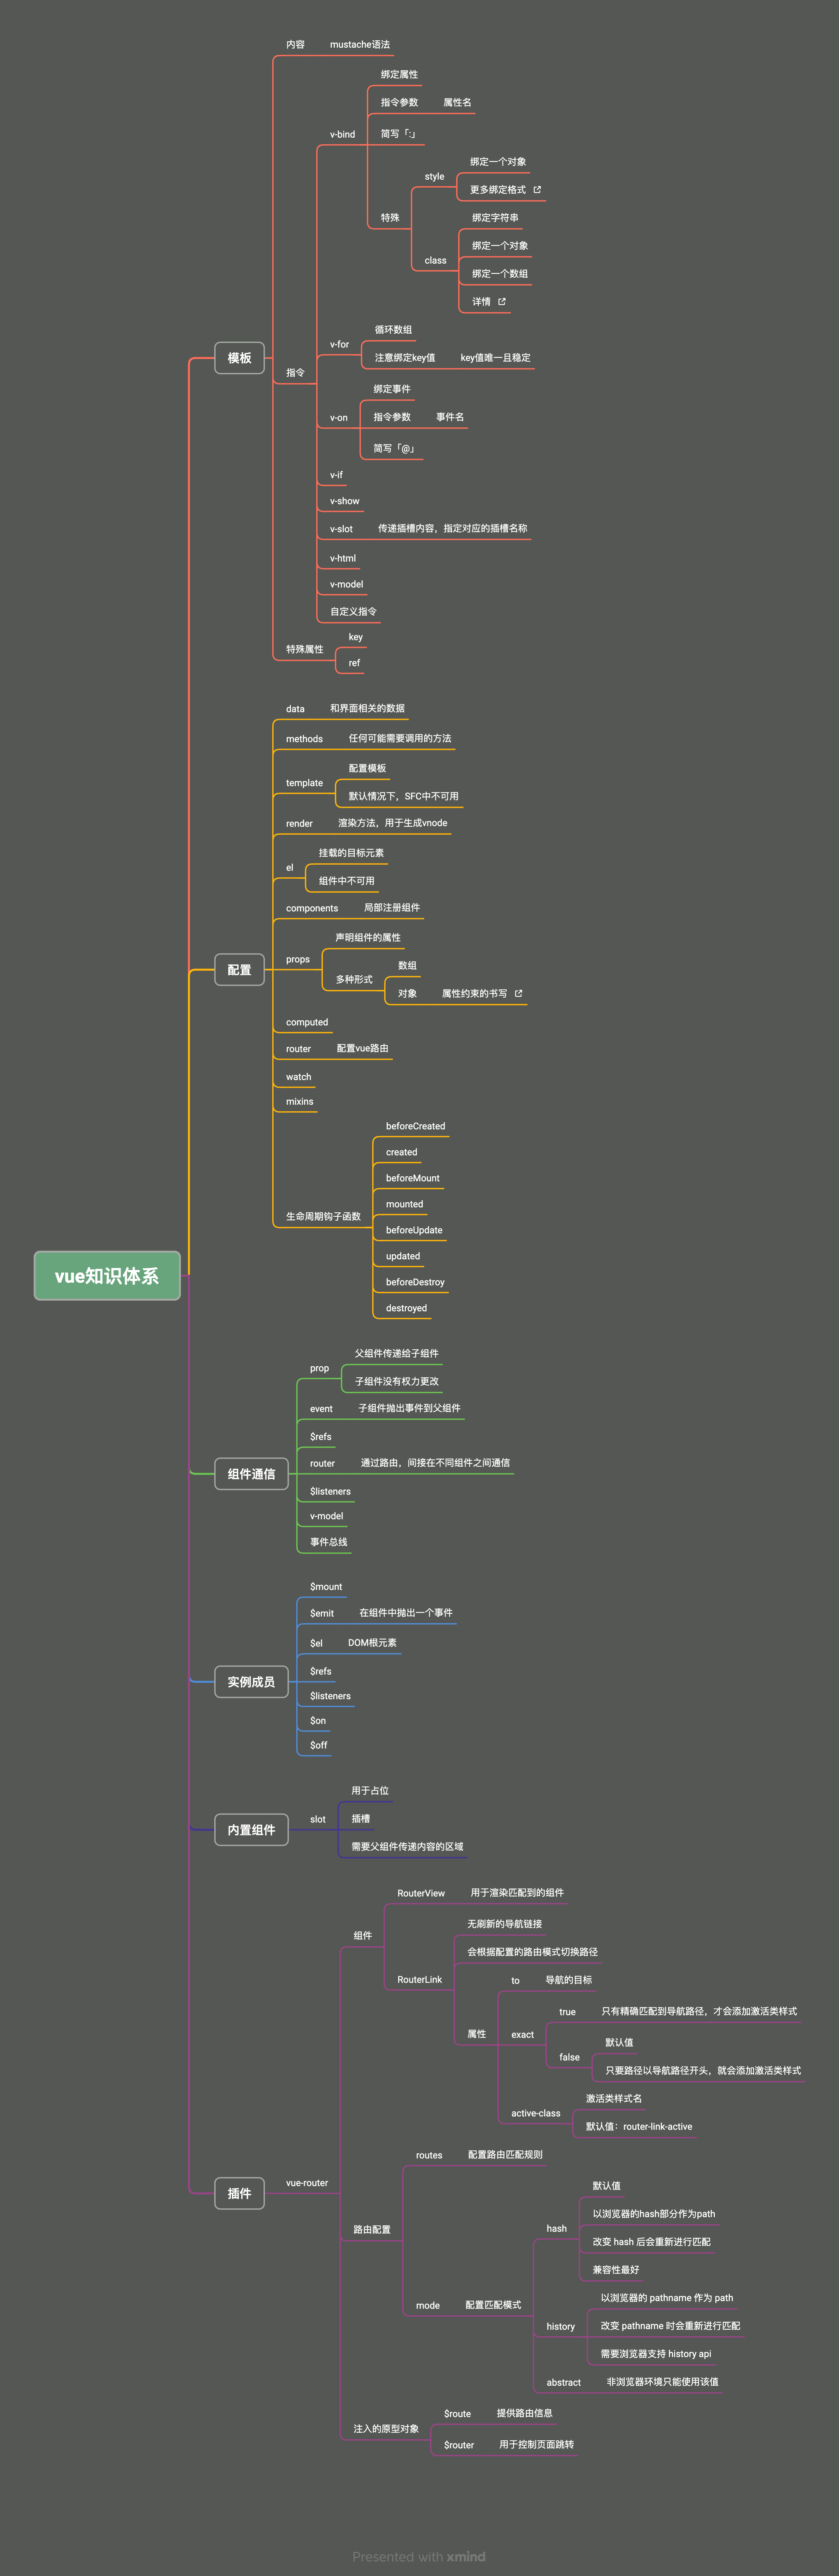 vue知识体系
模板
内容
mustache语法
指令
v-bind
绑定属性
指令参数
属性名
简写「:」
特殊
style
绑定一个对象
更多绑定格式
class
绑定字符串
绑定一个对象
绑定一个数组
详情
v-for
循环数组
注意绑定key值
key值唯一且稳定
v-on
绑定事件
指令参数
事件名
简写「@」
v-if
v-show
v-slot
传递插槽内容，指定对应的插槽名称
v-html
v-model
自定义指令
特殊属性
key
ref
配置
data
和界面相关的数据
methods
任何可能需要调用的方法
template
配置模板
默认情况下，SFC中不可用
render
渲染方法，用于生成vnode
el
挂载的目标元素
组件中不可用
components
局部注册组件
props
声明组件的属性
多种形式
数组
对象
属性约束的书写
computed
router
配置vue路由
watch
mixins
生命周期钩子函数
beforeCreated
created
beforeMount
mounted
beforeUpdate
updated
beforeDestroy
destroyed
组件通信
prop
父组件传递给子组件
子组件没有权力更改
event
子组件抛出事件到父组件
$refs
router
通过路由，间接在不同组件之间通信
$listeners
v-model
事件总线
实例成员
$mount
$emit
在组件中抛出一个事件
$el
DOM根元素
$refs
$listeners
$on
$off
内置组件
slot
用于占位
插槽
需要父组件传递内容的区域
插件
vue-router
组件
RouterView
用于渲染匹配到的组件
RouterLink
无刷新的导航链接
会根据配置的路由模式切换路径
属性
to
导航的目标
exact
true
只有精确匹配到导航路径，才会添加激活类样式
false
默认值
只要路径以导航路径开头，就会添加激活类样式
active-class
激活类样式名
默认值：router-link-active
路由配置
routes
配置路由匹配规则
mode
配置匹配模式
hash
默认值
以浏览器的hash部分作为path
改变 hash 后会重新进行匹配
兼容性最好
history
以浏览器的 pathname 作为 path
改变 pathname 时会重新进行匹配
需要浏览器支持 history api
abstract
非浏览器环境只能使用该值
注入的原型对象
$route
提供路由信息
$router
用于控制页面跳转
Presented with xmind